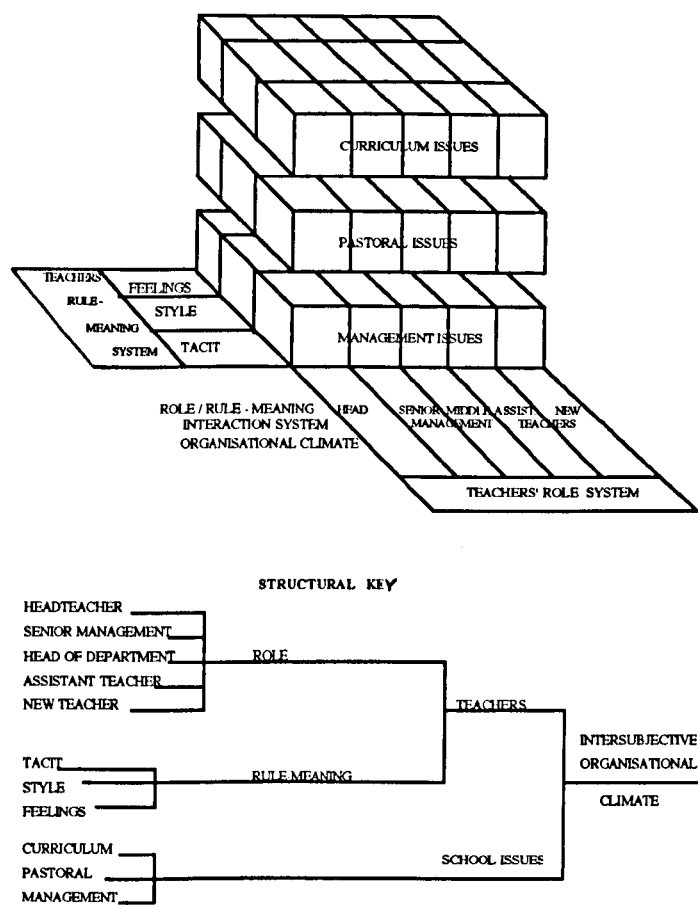 CURRICULUM ISSUES
PASTORAL ISSUES
MANAGEMENT ISSUES
TEACHERS
RULE -
MEANING
SYSTEM
FEELINGS
STYLE
TACIT
ROLE / RULE - MEANING
INTERACTION SYSTEM
ORGANISATIONAL CLIMATE
HEAD
SENIOR MIDDLE ASSIST. NEW
MANAGEMENT TEACHERS
TEACHERS' ROLE SYSTEM
STRUCTURAL KEY
HEADTEACHER
SENIOR MANAGEMENT
HEAD OF DEPARTMENT
ASSISTANT TEACHER
NEW TEACHER
ROLE
TEACHERS
TACIT
STYLE
FEELINGS
RULE-MEANING
INTERSUBJECTIVE
ORGANISATIONAL
CLIMATE
CURRICULUM
PASTORAL
MANAGEMENT
SCHOOL ISSUES